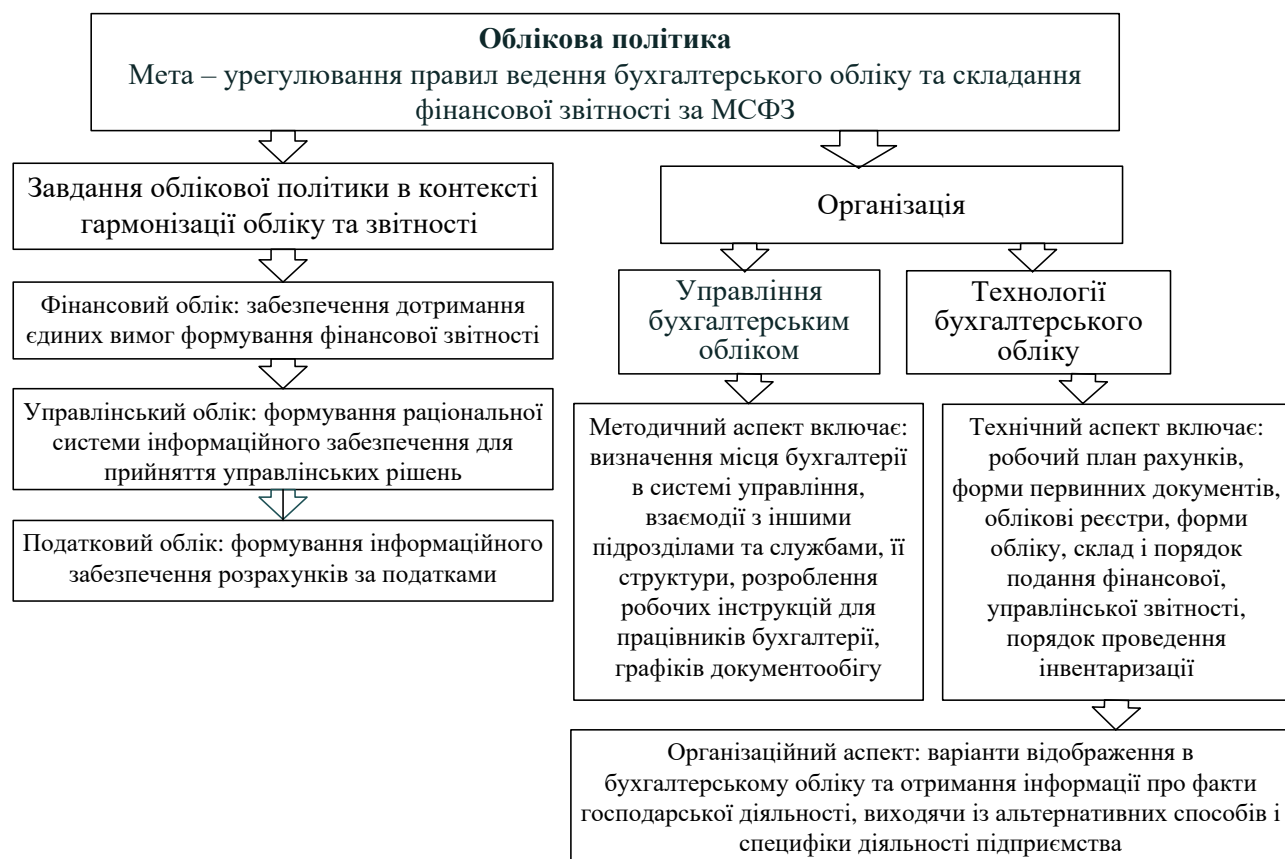 Облікова політика
Мета – урегулювання правил ведення бухгалтерського обліку та складання
фінансової звітності за МСФЗ
Завдання облікової політики в контексті
гармонізації обліку та звітності
Фінансовий облік: забезпечення дотримання
єдиних вимог формування фінансової звітності
Управлінський облік: формування раціональної
системи інформаційного забезпечення для
прийняття управлінських рішень
Податковий облік: формування інформаційного
забезпечення розрахунків за податками
Організація
Управління
бухгалтерським
обліком
Технології
бухгалтерського
обліку
Методичний аспект включає:
визначення місця бухгалтерії
в системі управління,
взаємодії з іншими
підрозділами та службами, її
структури, розроблення
робочих інструкцій для
працівників бухгалтерії,
графіків документообігу
Технічний аспект включає:
робочий план рахунків,
форми первинних документів,
облікові реєстри, форми
обліку, склад і порядок
подання фінансової,
управлінської звітності,
порядок проведення
інвентаризації
Організаційний аспект: варіанти відображення в
бухгалтерському обліку та отримання інформації про факти
господарської діяльності, виходячи із альтернативних способів і
специфіки діяльності підприємства